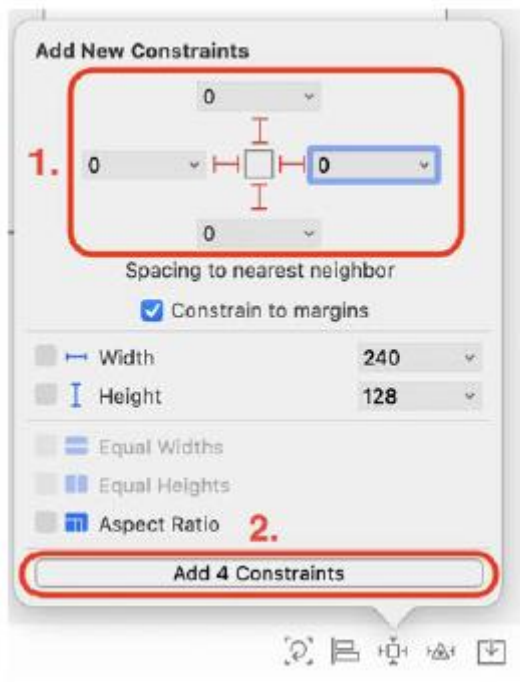 Add New Constraints
0
1.
0
0
0
Spacing to nearest neighbor
Constrain to margins
Width 240
Height 128
Equal Widths
Equal Heights
Aspect Ratio
2.
Add 4 Constraints